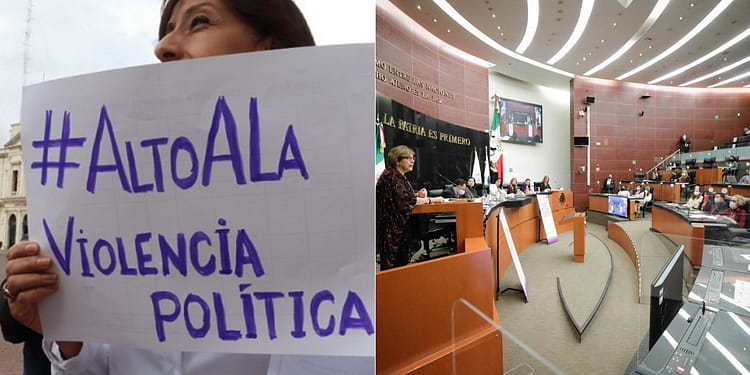 #ALTOALA
VIOLENCIA
POLÍTICA
LA PATRIA ES PRIMERO